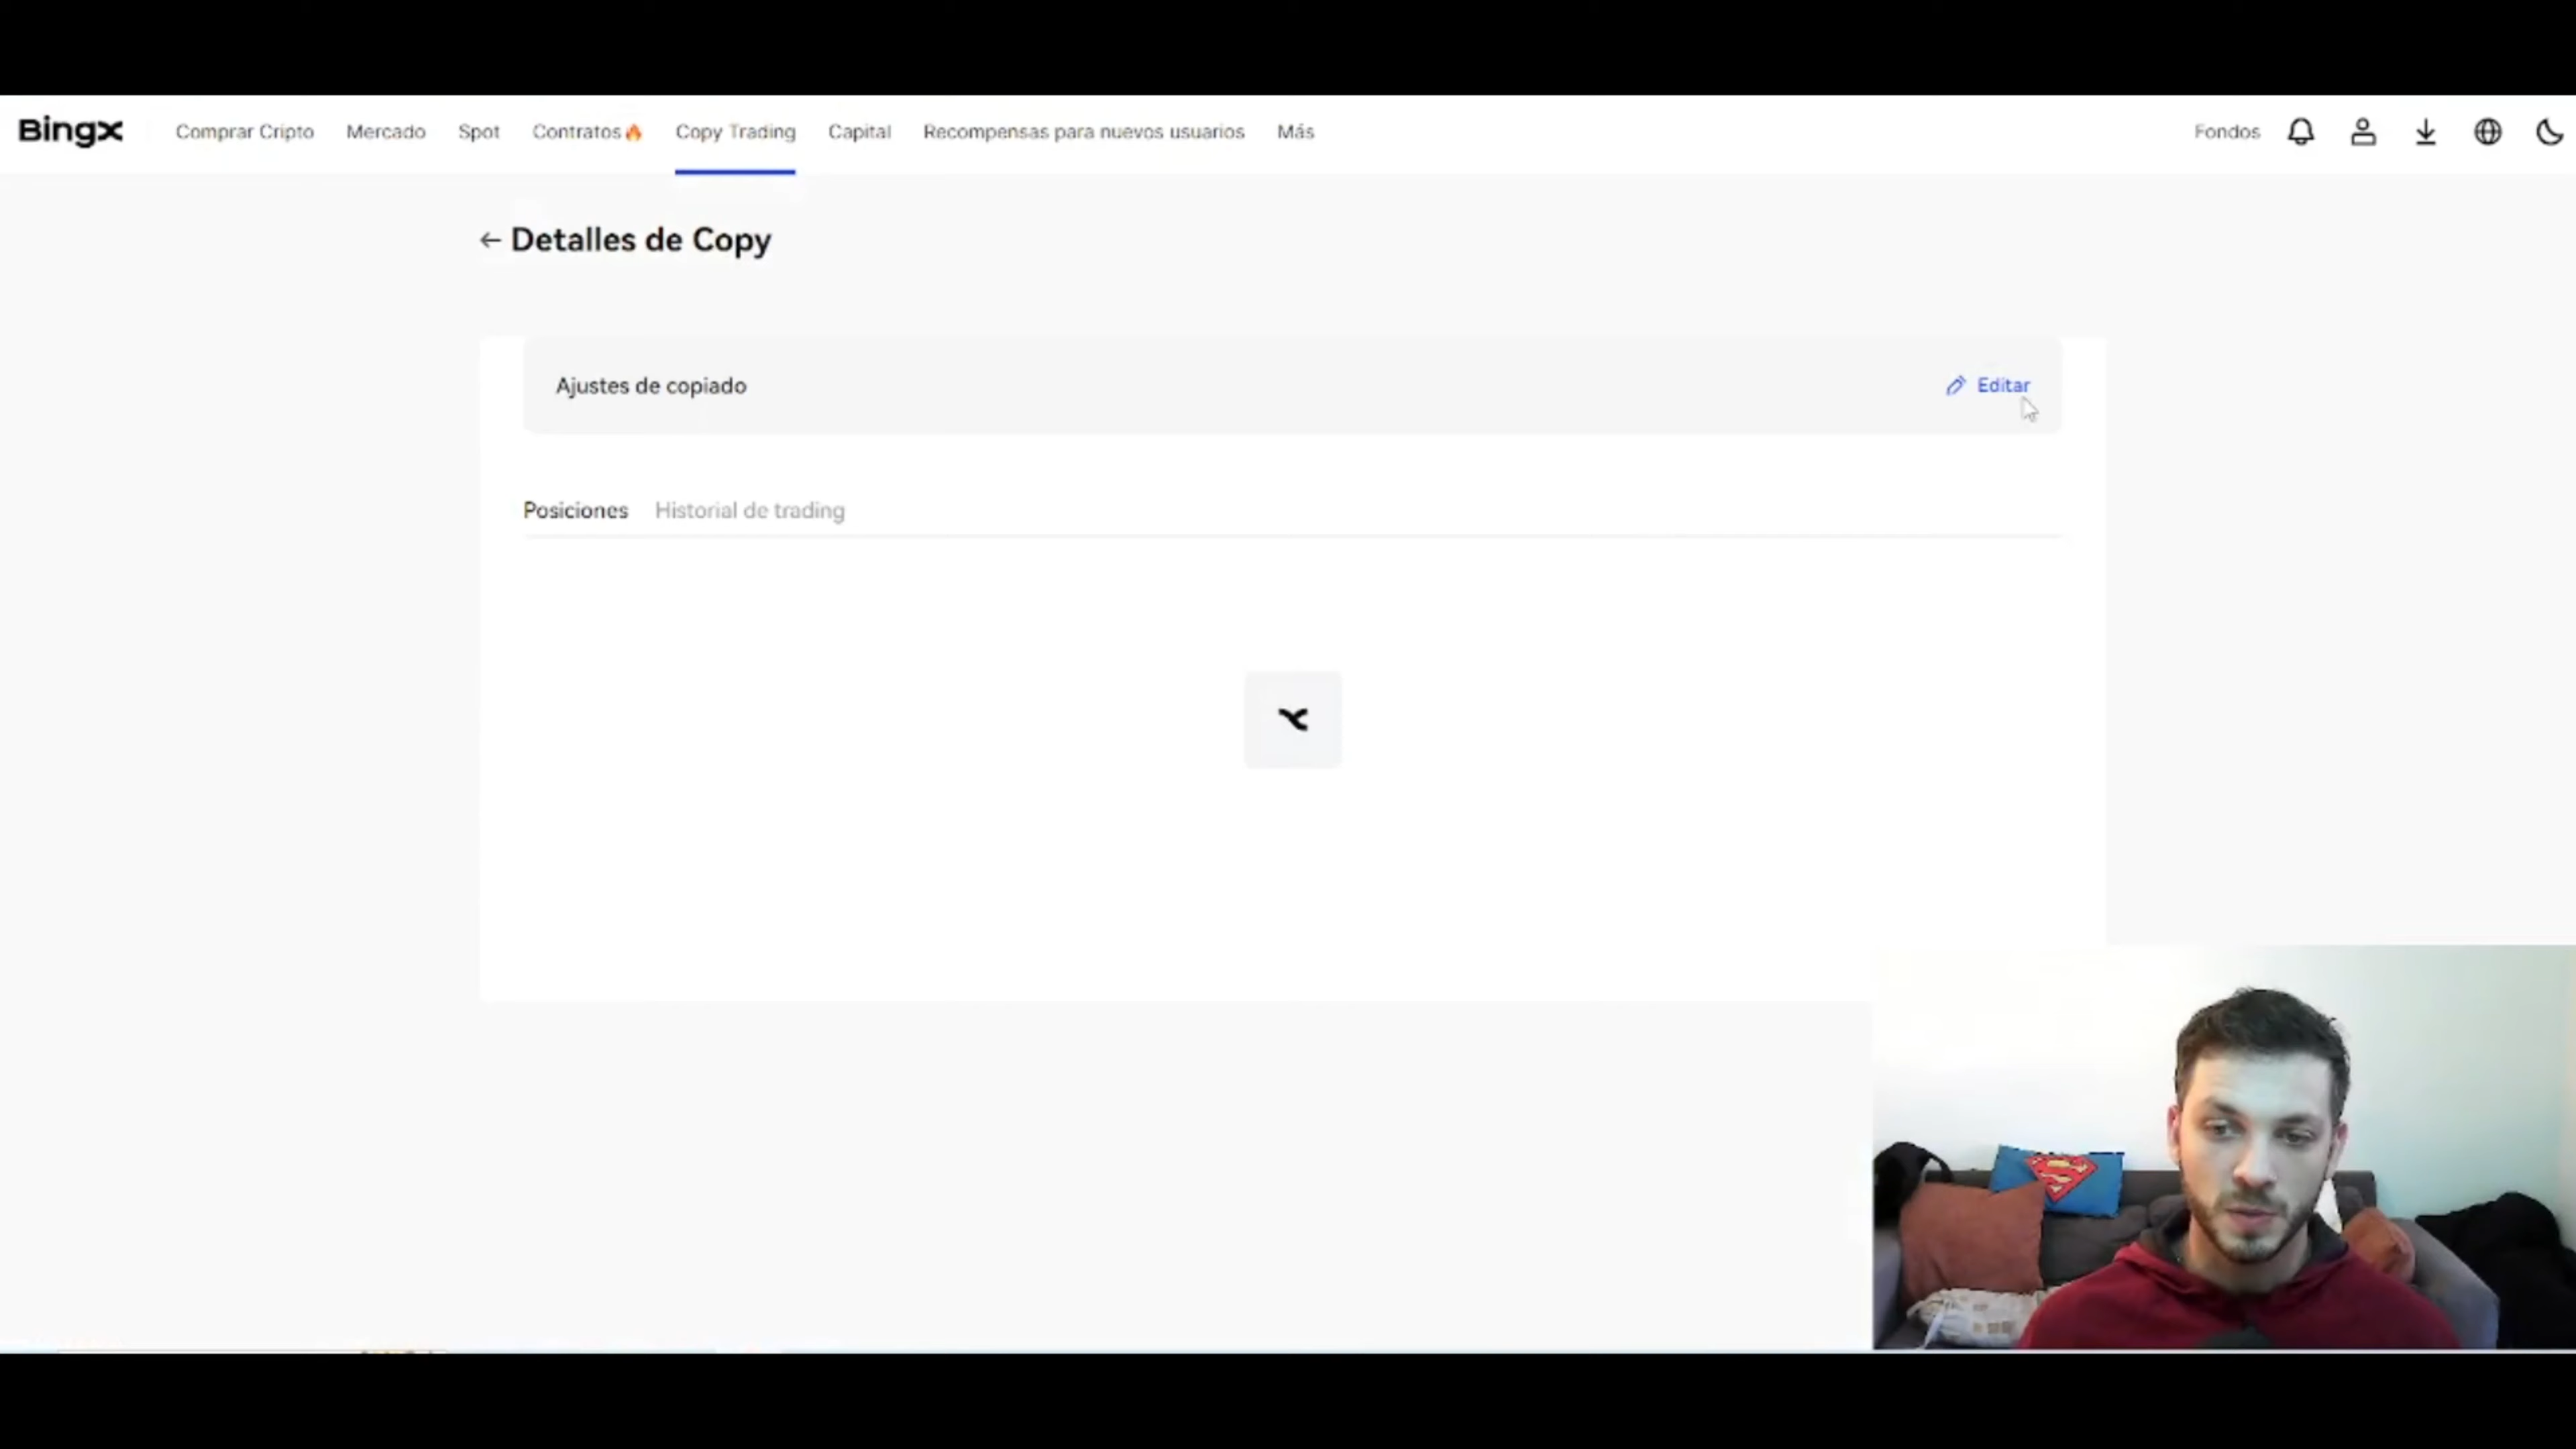 BingX Comprar Cripto Mercado Spot Contratos Copy Trading Capital Recompensas para nuevos usuarios Más Fondos
Detalles de Copy
Ajustes de copiado Editar
Posiciones Historial de trading